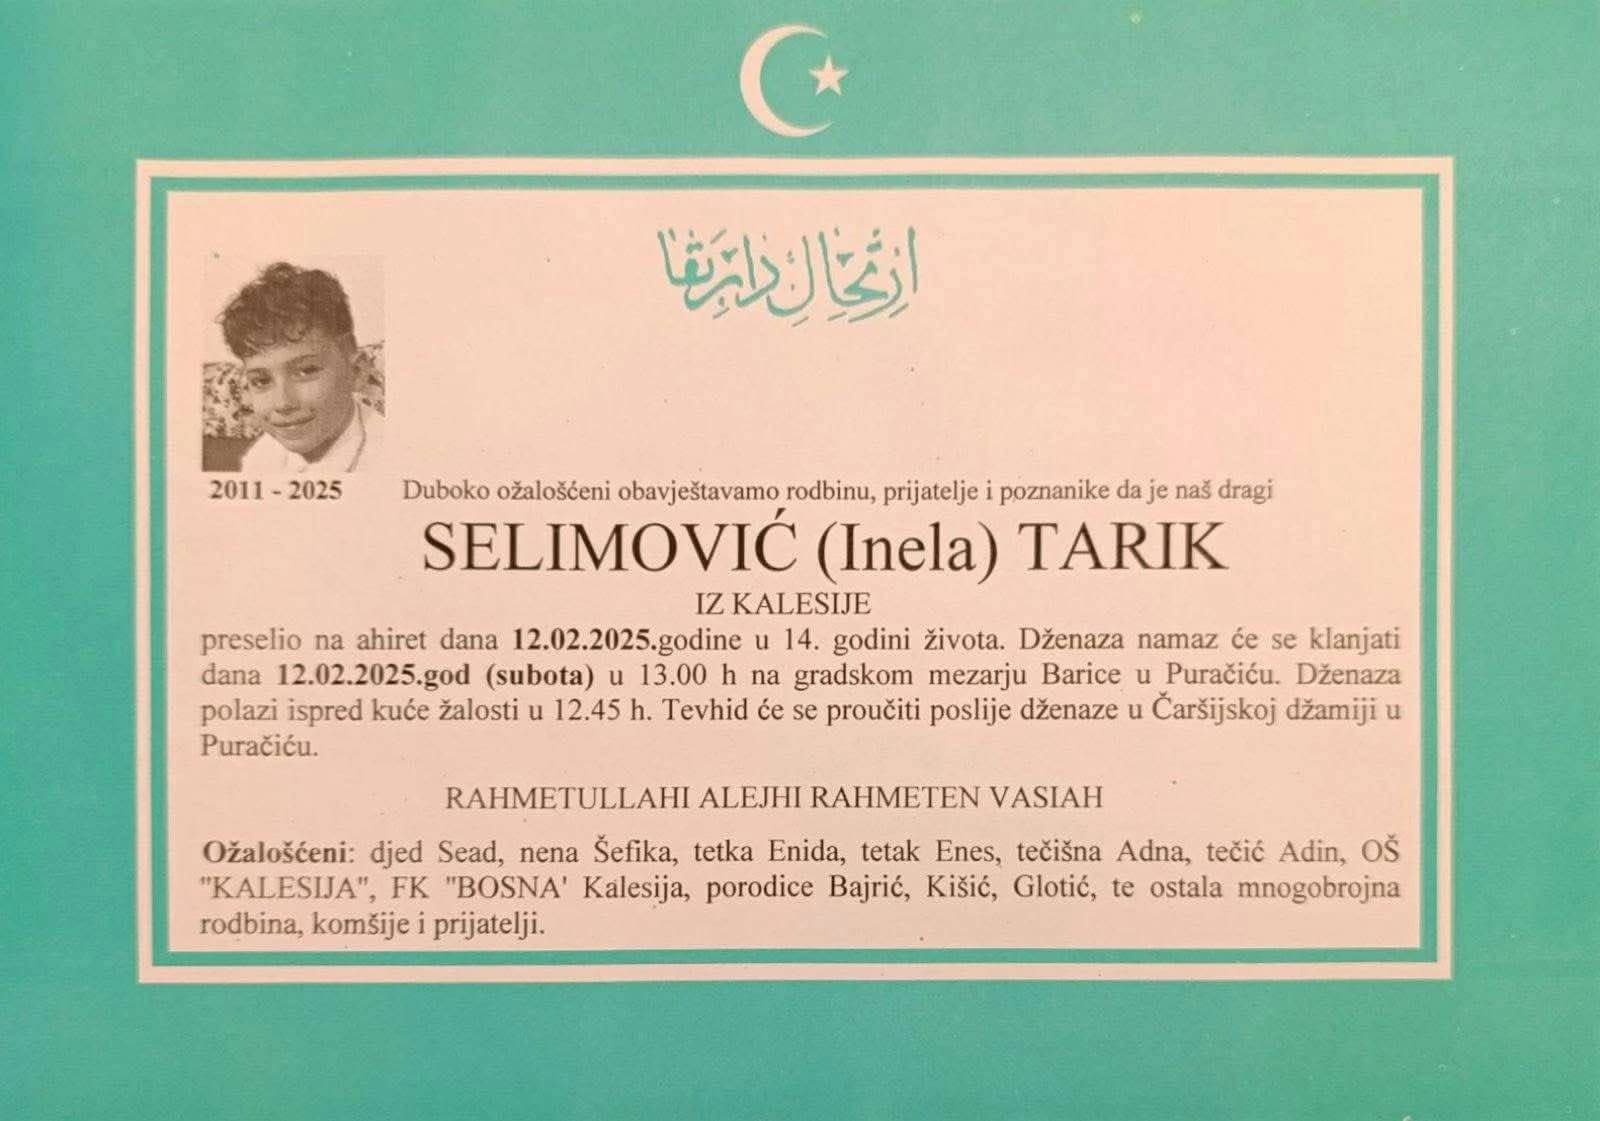 ارتحال دار بقا
2011 - 2025
Duboko ožalošćeni obavještavamo rodbinu, prijatelje i poznanike da je naš dragi
SELIMOVIĆ (Inela) TARIK
IZ KALESIJE
preselio na ahiret dana 12.02.2025.godine u 14. godini života. Dženaza namaz će se klanjati
dana 12.02.2025.god (subota) u 13.00 h na gradskom mezarju Barice u Puračiću. Dženaza
polazi ispred kuće žalosti u 12.45 h. Tevhid će se proučiti poslije dženaze u Čaršijskoj džamiji u
Puračiću.
RAHMETULLAHI ALEJHI RAHMETEN VASIAH
Ožalošćeni: djed Sead, nena Šefika, tetka Enida, tetak Enes, tečišna Adna, tečić Adin, OŠ
"KALESIJA", FK "BOSNA' Kalesija, porodice Bajrić, Kišić, Glotić, te ostala mnogobrojna
rodbina, komšije i prijatelji.